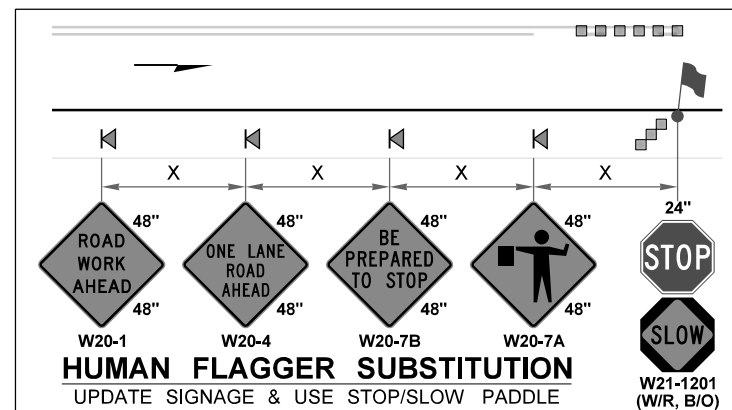 X X X X
48" 48" 48" 48" 24"
ROAD
WORK
AHEAD
ONE LANE
ROAD
AHEAD
BE
PREPARED
TO STOP
STOP
SLOW
48" 48" 48" 48"
W20-1 W20-4 W20-7B W20-7A
W21-1201
(W/R, B/O)
HUMAN FLAGGER SUBSTITUTION
UPDATE SIGNAGE & USE STOP/SLOW PADDLE